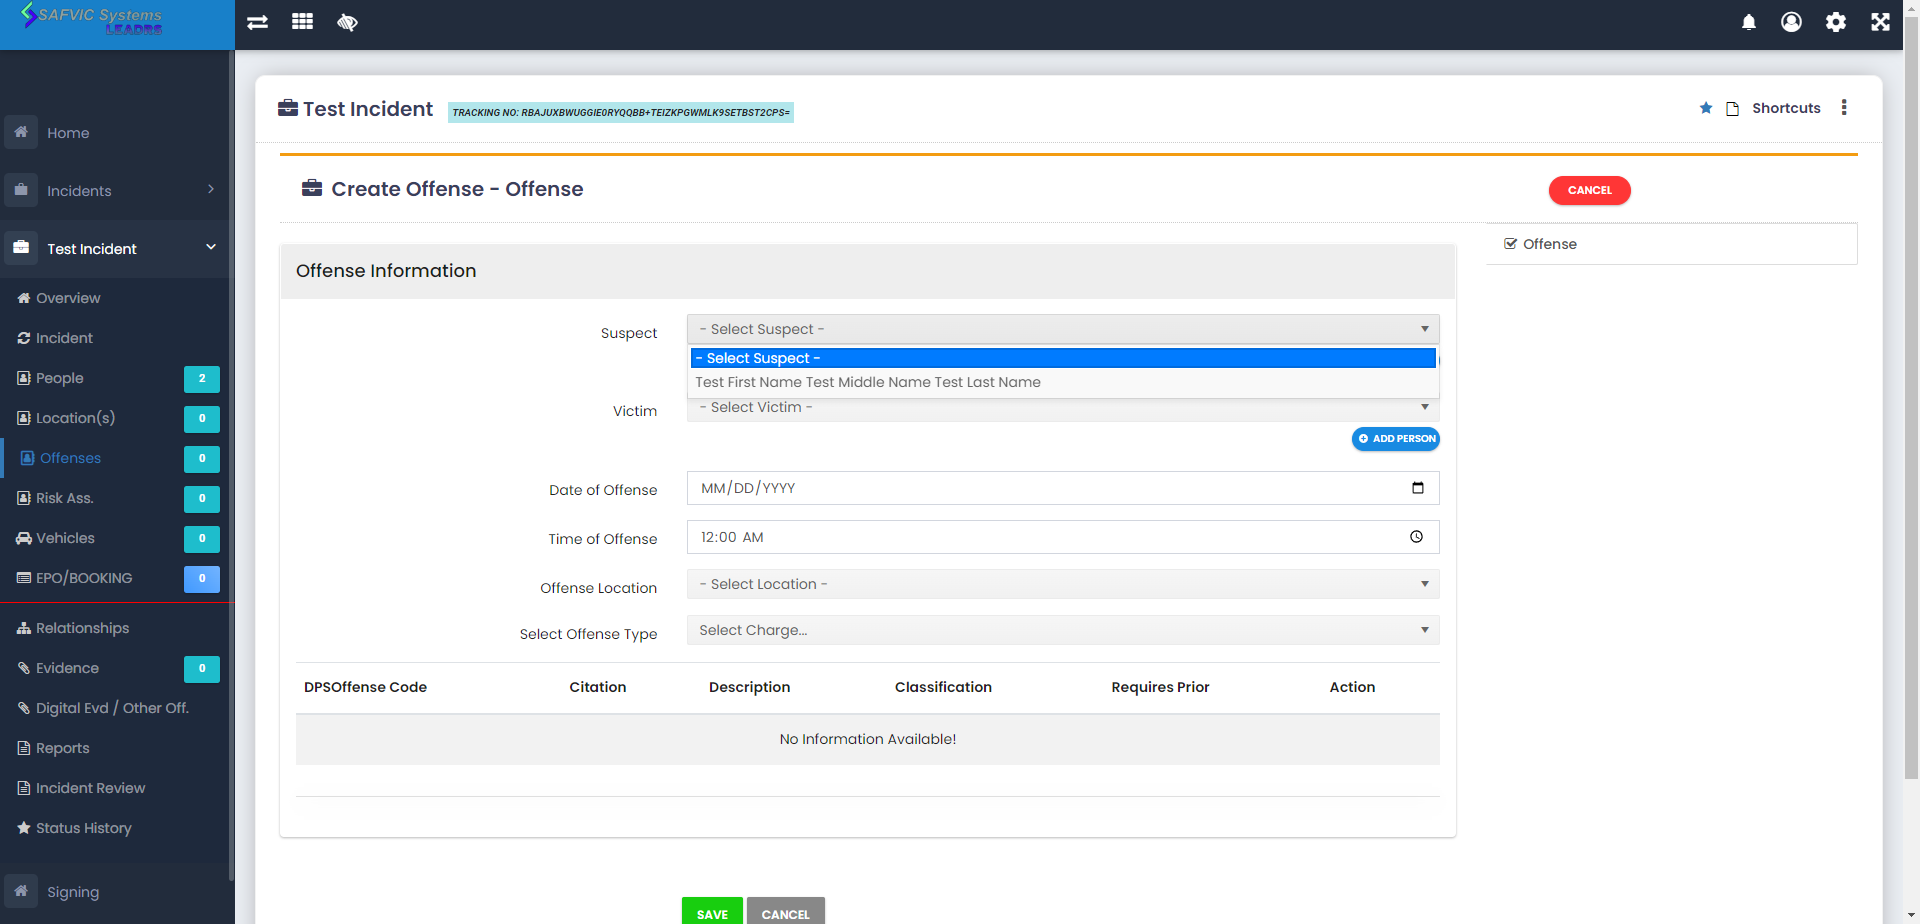 SAFVIC Systems
LEADRS
Home
Incidents
Test Incident
Overview
Incident
People 2
Location(s) 0
Offenses 0
Risk Ass. 0
Vehicles 0
EPO/BOOKING 0
Relationships
Evidence 0
Digital Evd / Other Off.
Reports
Incident Review
Status History
Signing
Test Incident TRACKING NO: RBAJUXBWUGGIE0RYQQBB+TEIZKPGWMLK9SETBST2CPS=
Shortcuts
Create Offense - Offense
CANCEL
Offense
Offense Information
Suspect - Select Suspect -
- Select Suspect -
Test First Name Test Middle Name Test Last Name
Victim - Select Victim -
ADD PERSON
Date of Offense MM/DD/YYYY
Time of Offense 12:00 AM
Offense Location - Select Location -
Select Offense Type Select Charge...
DPSOffense Code Citation Description Classification Requires Prior Action
No Information Available!
SAVE CANCEL